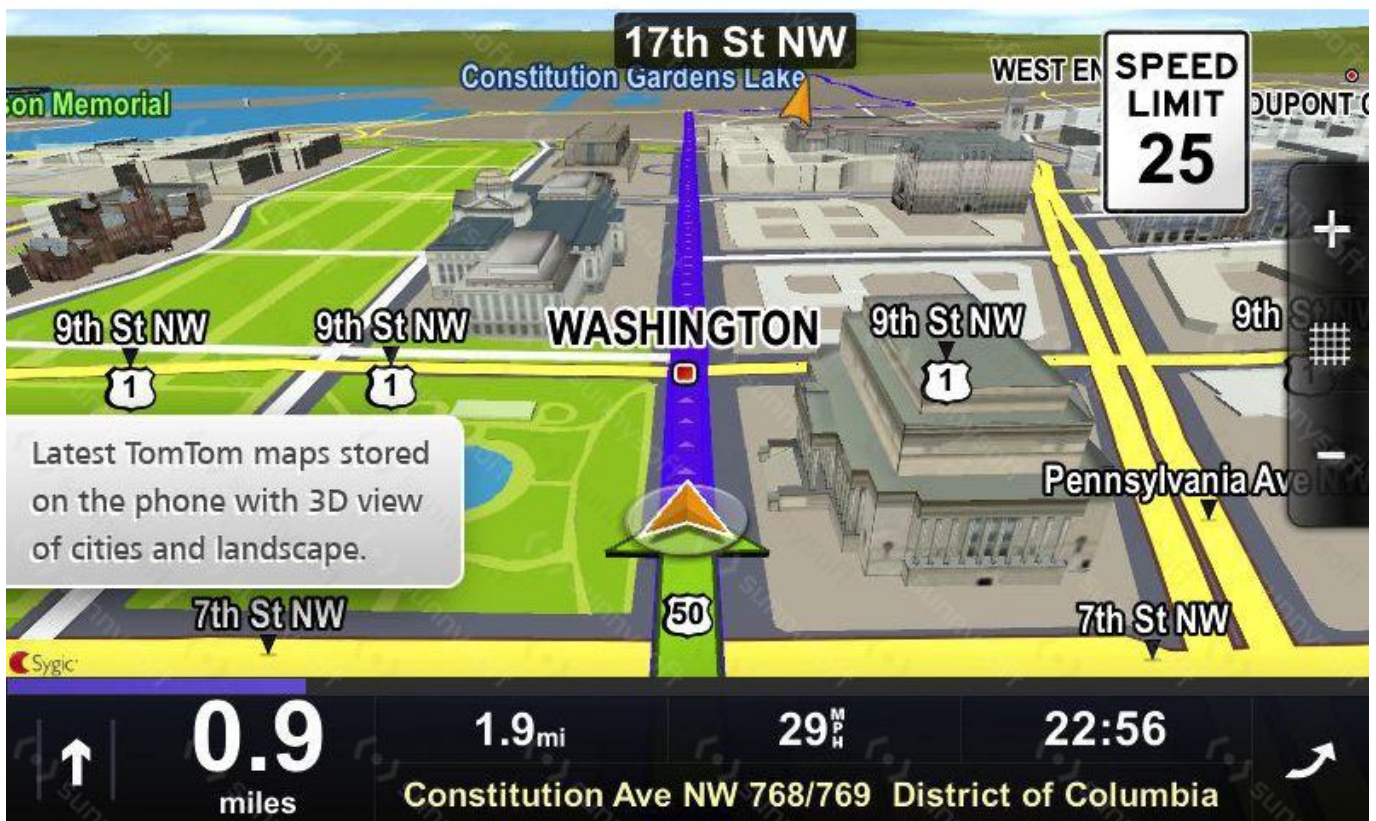 17th St NW
Constitution Gardens Lake
WEST EN
SPEED
LIMIT
25
son Memorial
DUPONT
9th St NW
9th St NW
WASHINGTON
9th St NW
9th
1
1
1
Latest TomTom maps stored
on the phone with 3D view
of cities and landscape.
Pennsylvania Ave N
7th St NW
50
7th St NW
Sygic
0.9
miles
1.9mi
29 MPH
22:56
Constitution Ave NW 768/769 District of Columbia